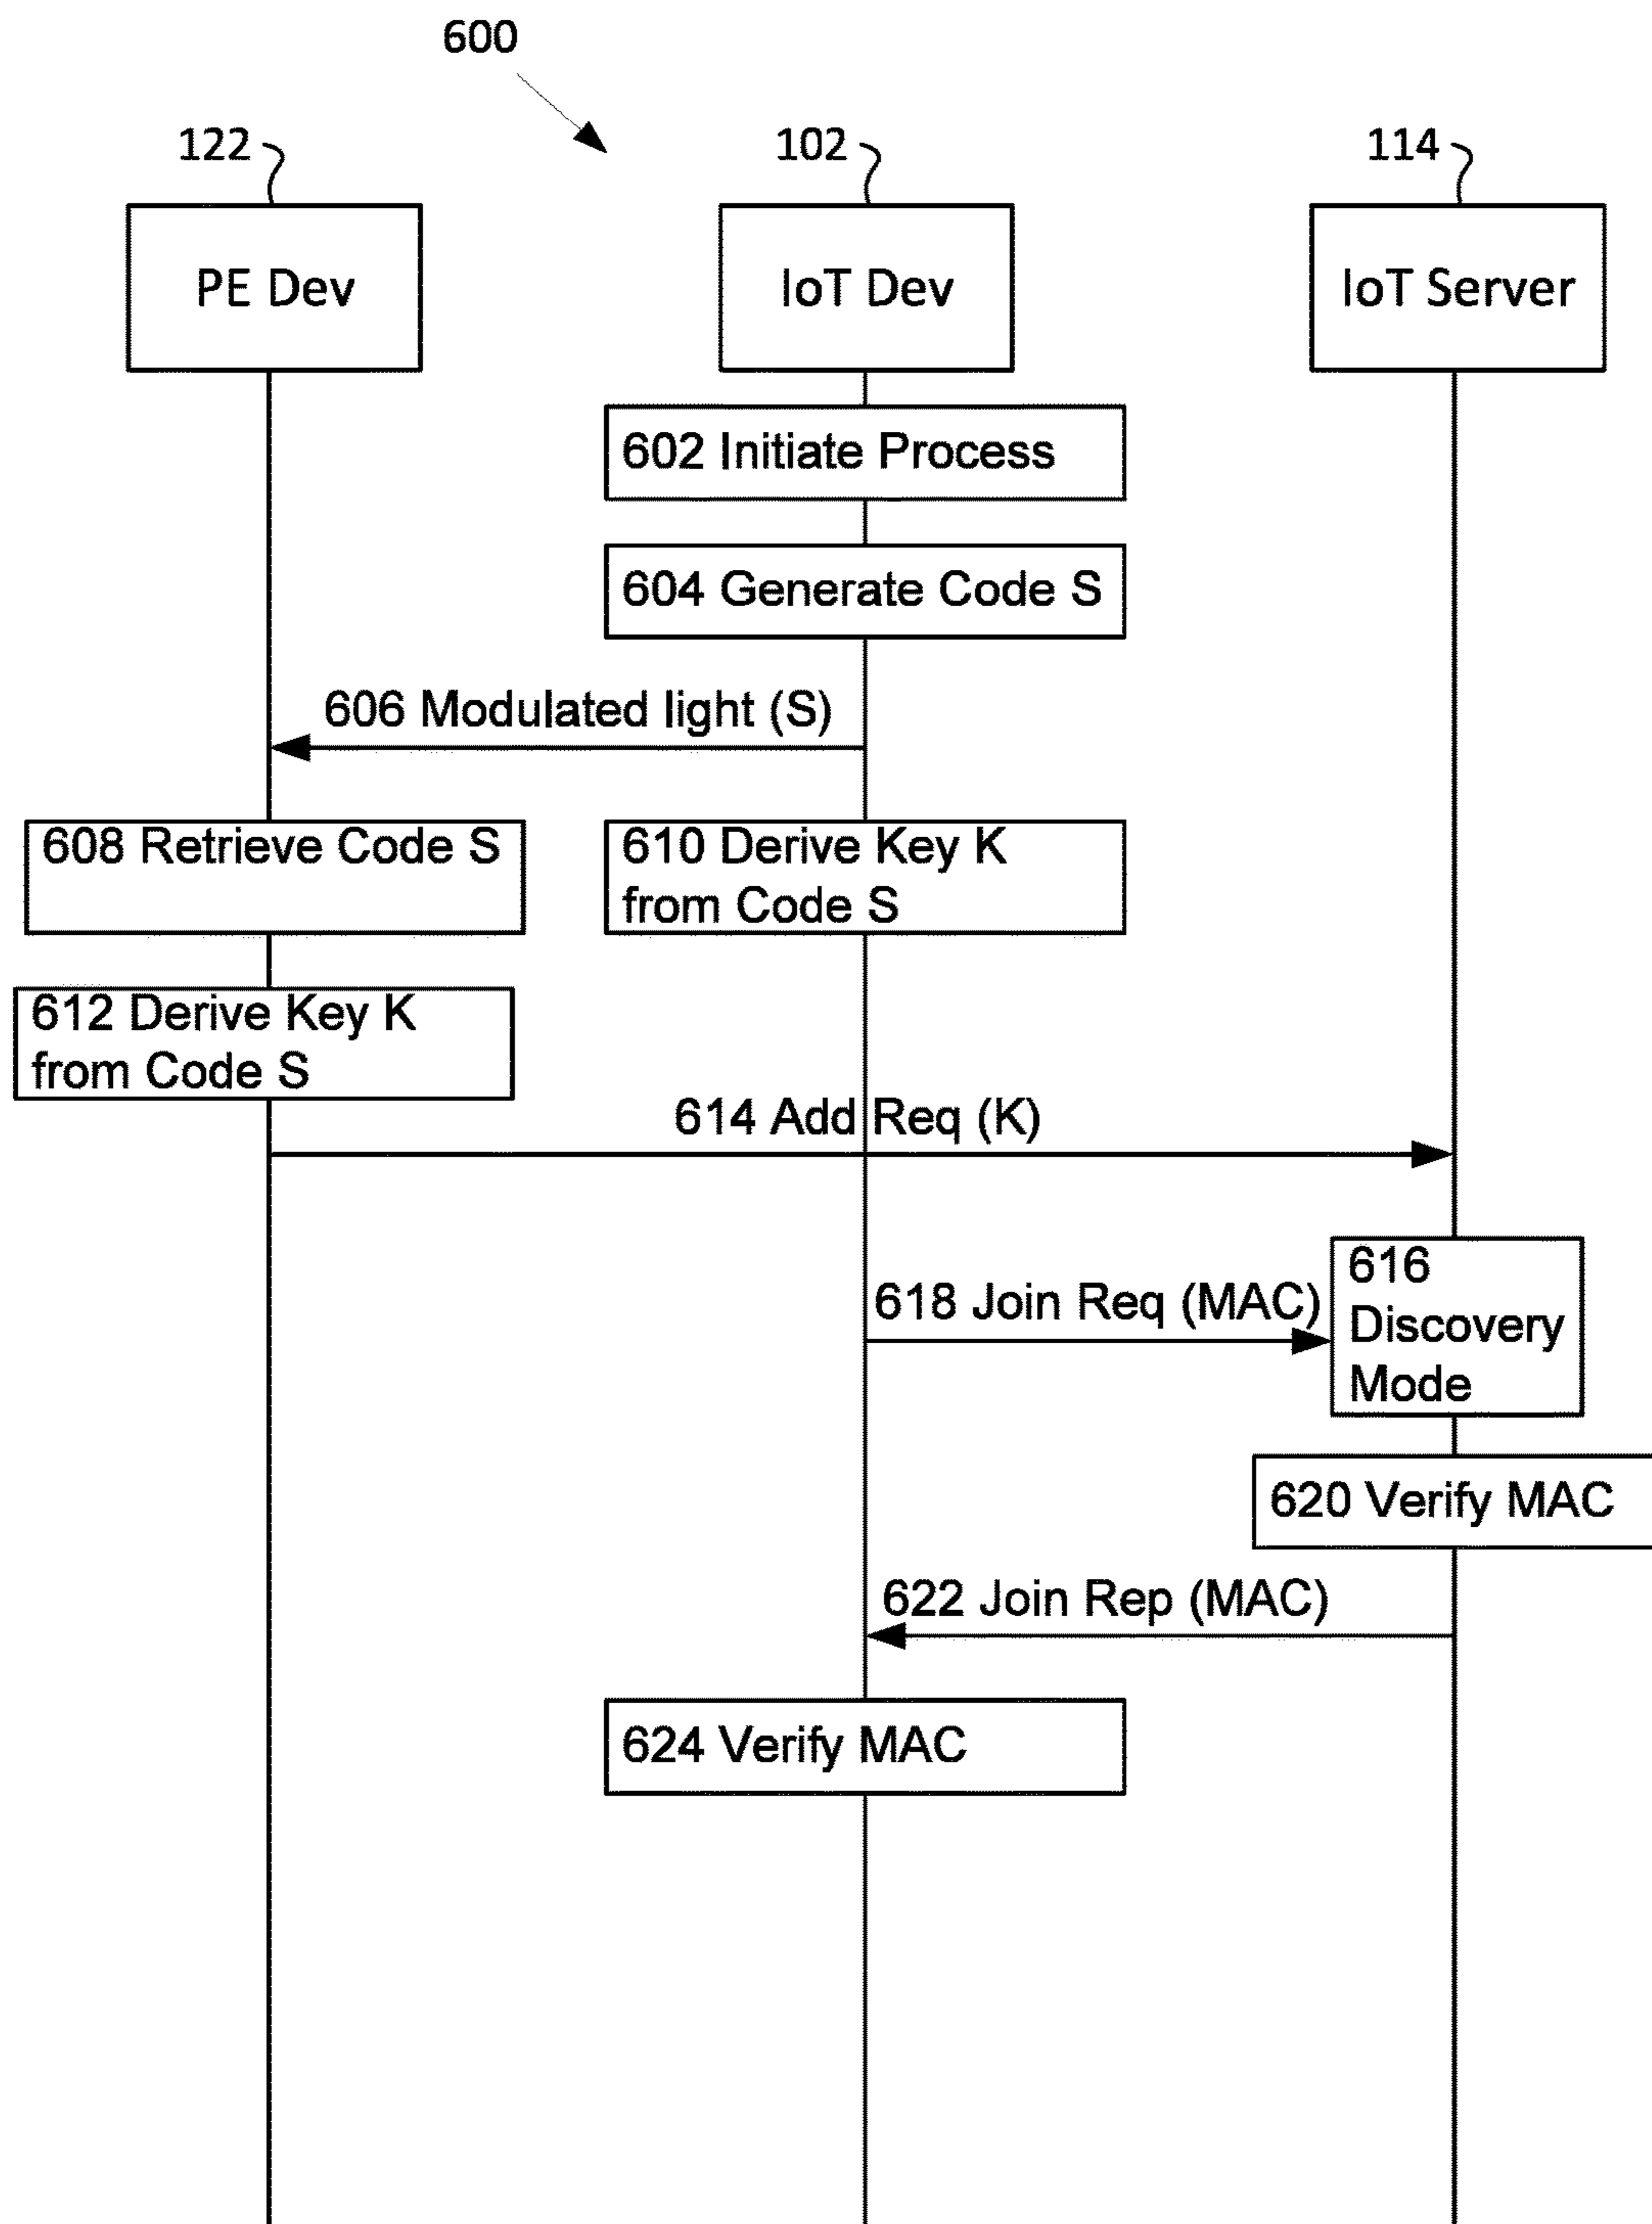 600
122
102
114
PE Dev
IoT Dev
IoT Server
602 Initiate Process
604 Generate Code S
606 Modulated light (S)
608 Retrieve Code S
610 Derive Key K
from Code S
612 Derive Key K
from Code S
614 Add Req (K)
616
Discovery
Mode
618 Join Req (MAC)
620 Verify MAC
622 Join Rep (MAC)
624 Verify MAC